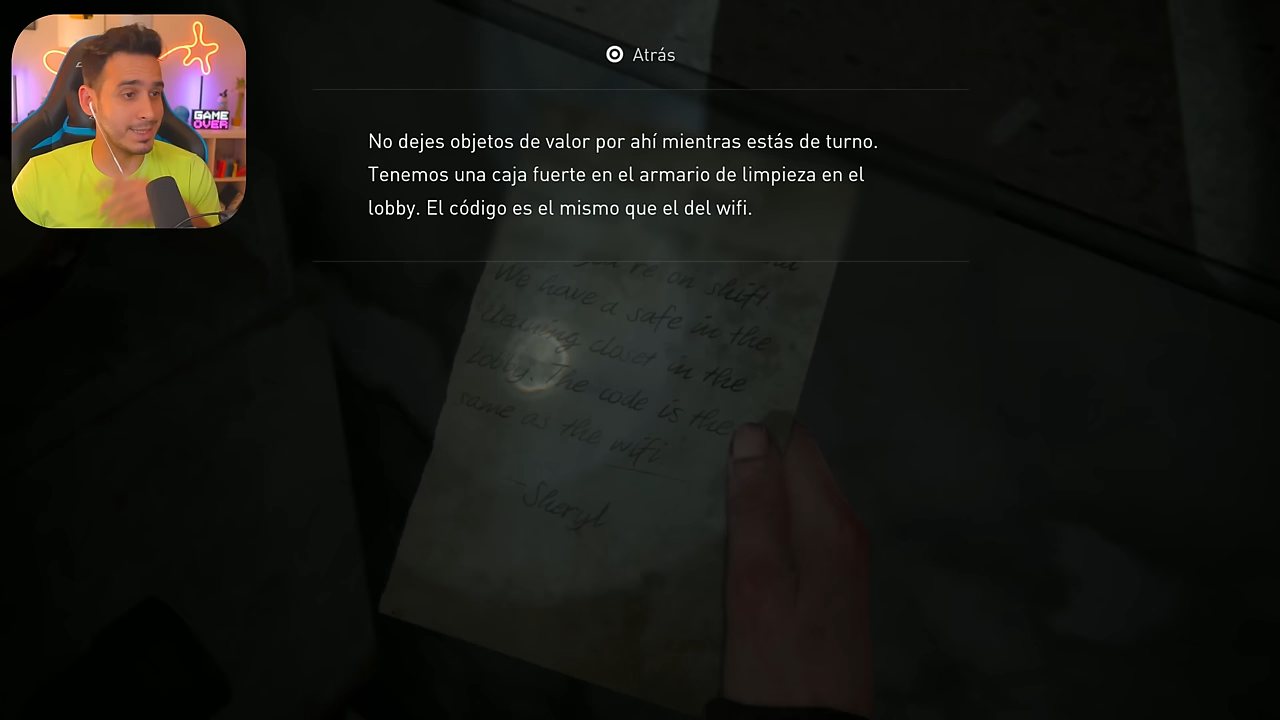 Atrás
GAME
OVER
No dejes objetos de valor por ahí mientras estás de turno.
Tenemos una caja fuerte en el armario de limpieza en el
lobby. El código es el mismo que el del wifi.
you're on shift.
We have a safe in the
cleaning closet in the
lobby. The code is the
same as the wifi
-Sheryl